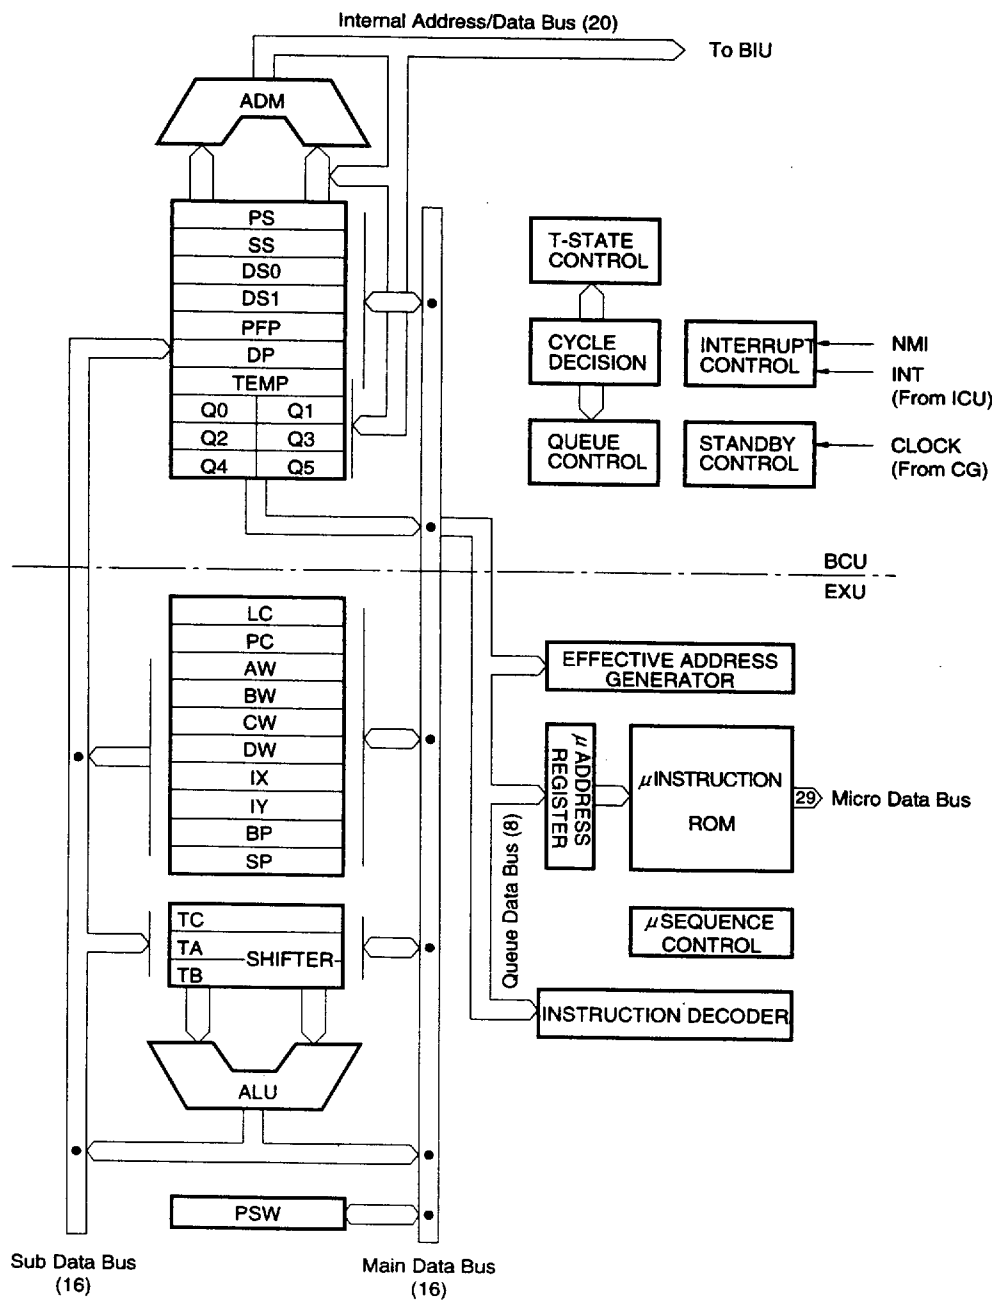 Internal Address/Data Bus (20)
To BIU
ADM
PS
SS
DS0
DS1
PFP
DP
TEMP
Q0 Q1
Q2 Q3
Q4 Q5
T-STATE
CONTROL
CYCLE
DECISION
QUEUE
CONTROL
INTERRUPT
CONTROL
STANDBY
CONTROL
NMI
INT
(From ICU)
CLOCK
(From CG)
BCU
EXU
LC
PC
AW
BW
CW
DW
IX
IY
BP
SP
TC
TA
TB
SHIFTER
ALU
PSW
EFFECTIVE ADDRESS
GENERATOR
μ ADDRESS
REGISTER
μ INSTRUCTION
ROM
29
Micro Data Bus
Queue Data Bus (8)
μ SEQUENCE
CONTROL
INSTRUCTION DECODER
Sub Data Bus
(16)
Main Data Bus
(16)